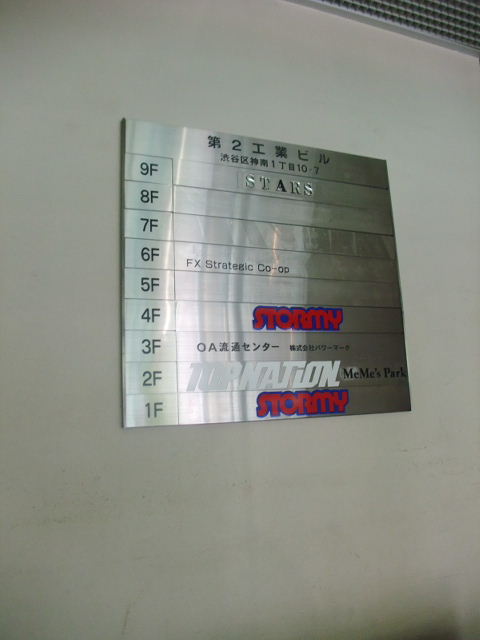 第2工業ビル
渋谷区神南1丁目10-7
9F STARS
8F
7F
6F FX Strategic Co-op
5F
4F STORMY
3F OA流通センター 株式会社パワーマーク
2F TORNATION MeMe's Park
1F STORMY